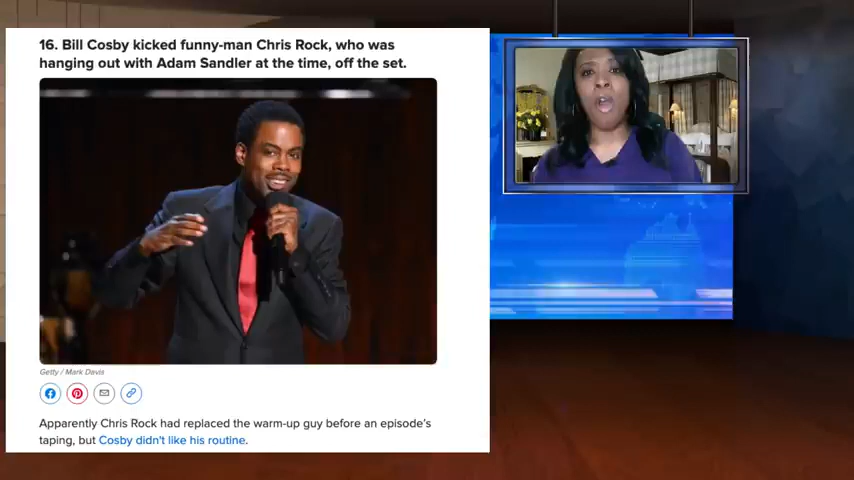 16. Bill Cosby kicked funny-man Chris Rock, who was
hanging out with Adam Sandler at the time, off the set.
Getty / Mark Davis
Apparently Chris Rock had replaced the warm-up guy before an episode's
taping, but Cosby didn't like his routine.